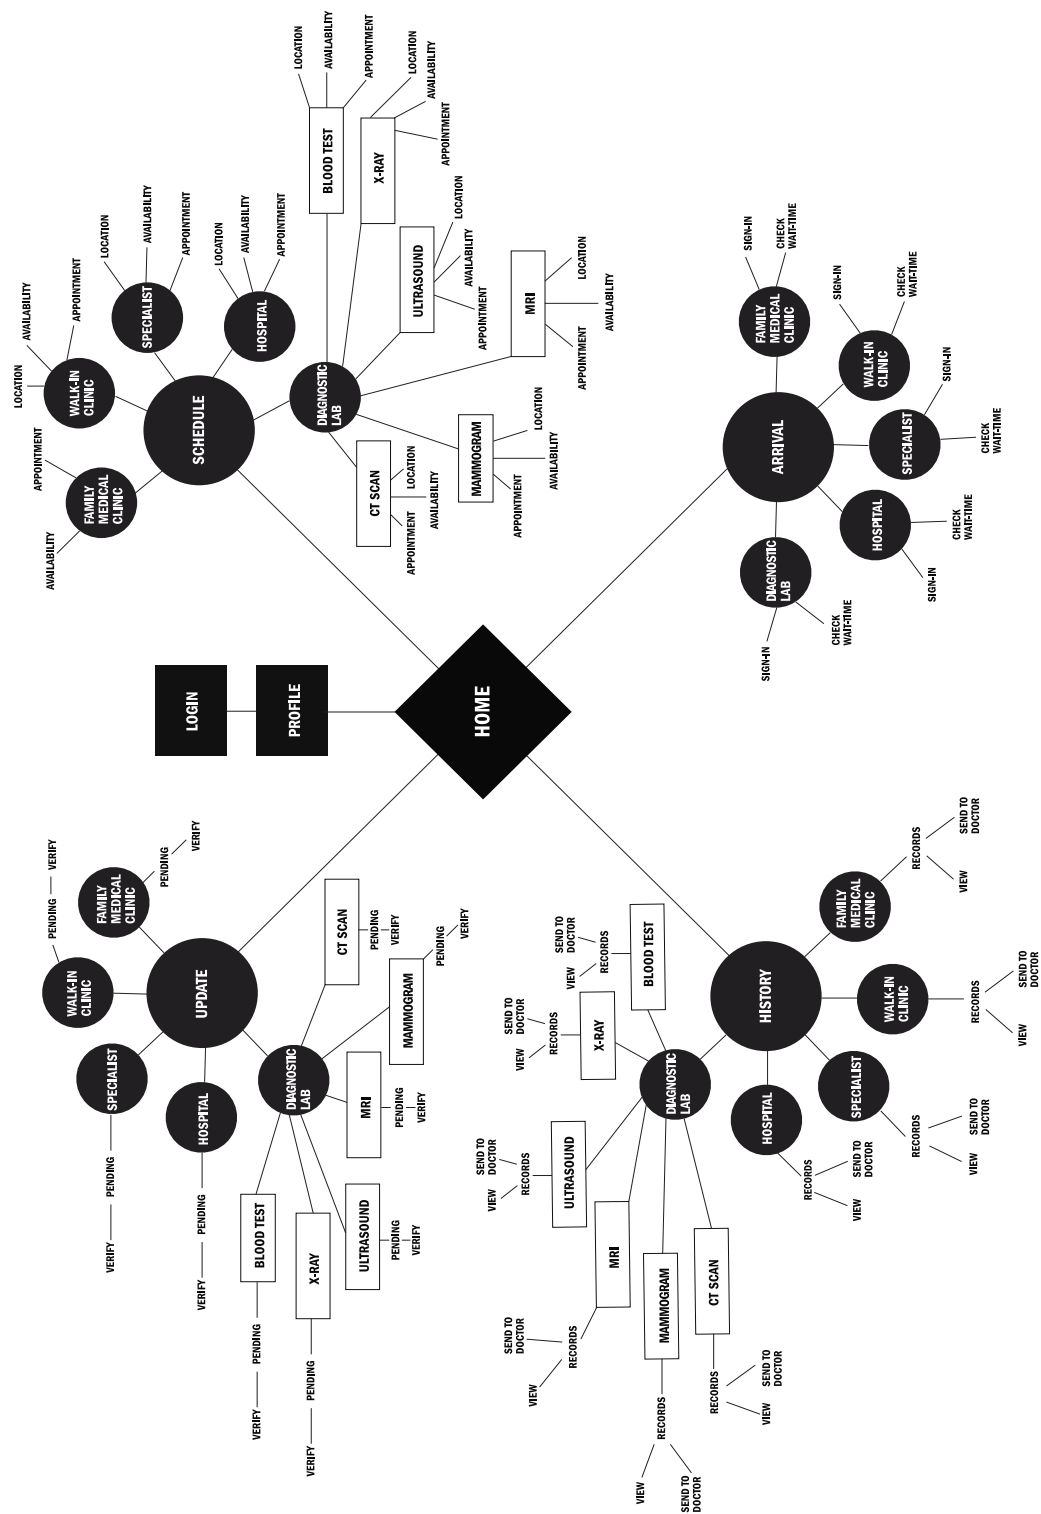 LOGIN
PROFILE
HOME
SCHEDULE
FAMILY
MEDICAL
CLINIC
AVAILABILITY
APPOINTMENT
WALK-IN
CLINIC
LOCATION
AVAILABILITY
APPOINTMENT
SPECIALIST
LOCATION
AVAILABILITY
APPOINTMENT
HOSPITAL
LOCATION
AVAILABILITY
APPOINTMENT
DIAGNOSTIC
LAB
BLOOD TEST
LOCATION
AVAILABILITY
APPOINTMENT
X-RAY
LOCATION
AVAILABILITY
APPOINTMENT
ULTRASOUND
LOCATION
AVAILABILITY
APPOINTMENT
MRI
LOCATION
AVAILABILITY
APPOINTMENT
MAMMOGRAM
LOCATION
AVAILABILITY
APPOINTMENT
CT SCAN
LOCATION
AVAILABILITY
APPOINTMENT
ARRIVAL
FAMILY
MEDICAL
CLINIC
SIGN-IN
CHECK
WAIT-TIME
WALK-IN
CLINIC
SIGN-IN
CHECK
WAIT-TIME
SPECIALIST
SIGN-IN
CHECK
WAIT-TIME
HOSPITAL
SIGN-IN
CHECK
WAIT-TIME
DIAGNOSTIC
LAB
SIGN-IN
CHECK
WAIT-TIME
UPDATE
FAMILY
MEDICAL
CLINIC
PENDING
VERIFY
WALK-IN
CLINIC
PENDING
VERIFY
SPECIALIST
PENDING
VERIFY
HOSPITAL
PENDING
VERIFY
DIAGNOSTIC
LAB
CT SCAN
PENDING
VERIFY
MAMMOGRAM
PENDING
VERIFY
MRI
PENDING
VERIFY
ULTRASOUND
PENDING
VERIFY
X-RAY
PENDING
VERIFY
BLOOD TEST
PENDING
VERIFY
HISTORY
FAMILY
MEDICAL
CLINIC
RECORDS
VIEW
SEND TO
DOCTOR
WALK-IN
CLINIC
RECORDS
VIEW
SEND TO
DOCTOR
SPECIALIST
RECORDS
VIEW
SEND TO
DOCTOR
HOSPITAL
RECORDS
VIEW
SEND TO
DOCTOR
DIAGNOSTIC
LAB
BLOOD TEST
RECORDS
VIEW
SEND TO
DOCTOR
X-RAY
RECORDS
VIEW
SEND TO
DOCTOR
ULTRASOUND
RECORDS
VIEW
SEND TO
DOCTOR
MRI
RECORDS
VIEW
SEND TO
DOCTOR
MAMMOGRAM
RECORDS
VIEW
SEND TO
DOCTOR
CT SCAN
RECORDS
VIEW
SEND TO
DOCTOR